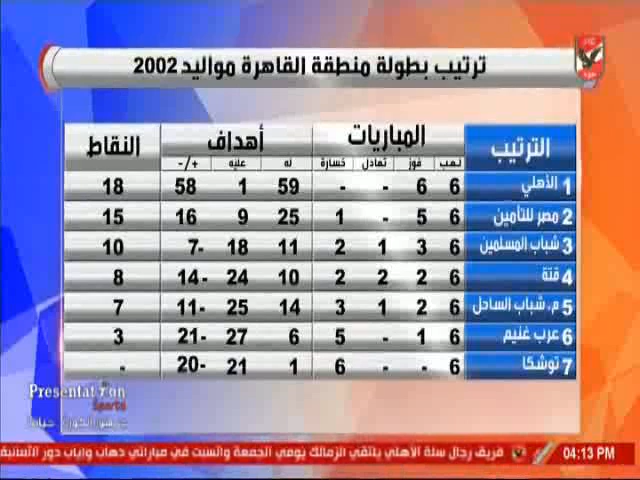 ترتيب بطولة منطقة القاهرة مواليد 2002
الترتيب المباريات أهداف النقاط
لعب فوز تعادل خسارة له عليه +/-
1 الأهلي 6 6 - - 59 1 58 18
2 مصر للتأمين 6 5 - 1 25 9 16 15
3 شباب المسلمين 6 3 1 2 11 18 7- 10
4 قتة 6 2 2 2 10 24 14- 8
5 م. شباب الساحل 6 2 1 3 14 25 11- 7
6 عرب غنيم 6 1 - 5 6 27 21- 3
7 توشكا 6 - - 6 1 21 20- -
Presentation
Sports
04:13 PM فريق رجال سلة الأهلي يلتقي الزمالك يومي الجمعة والسبت في مباراتي ذهاب وإياب دور الثمنية